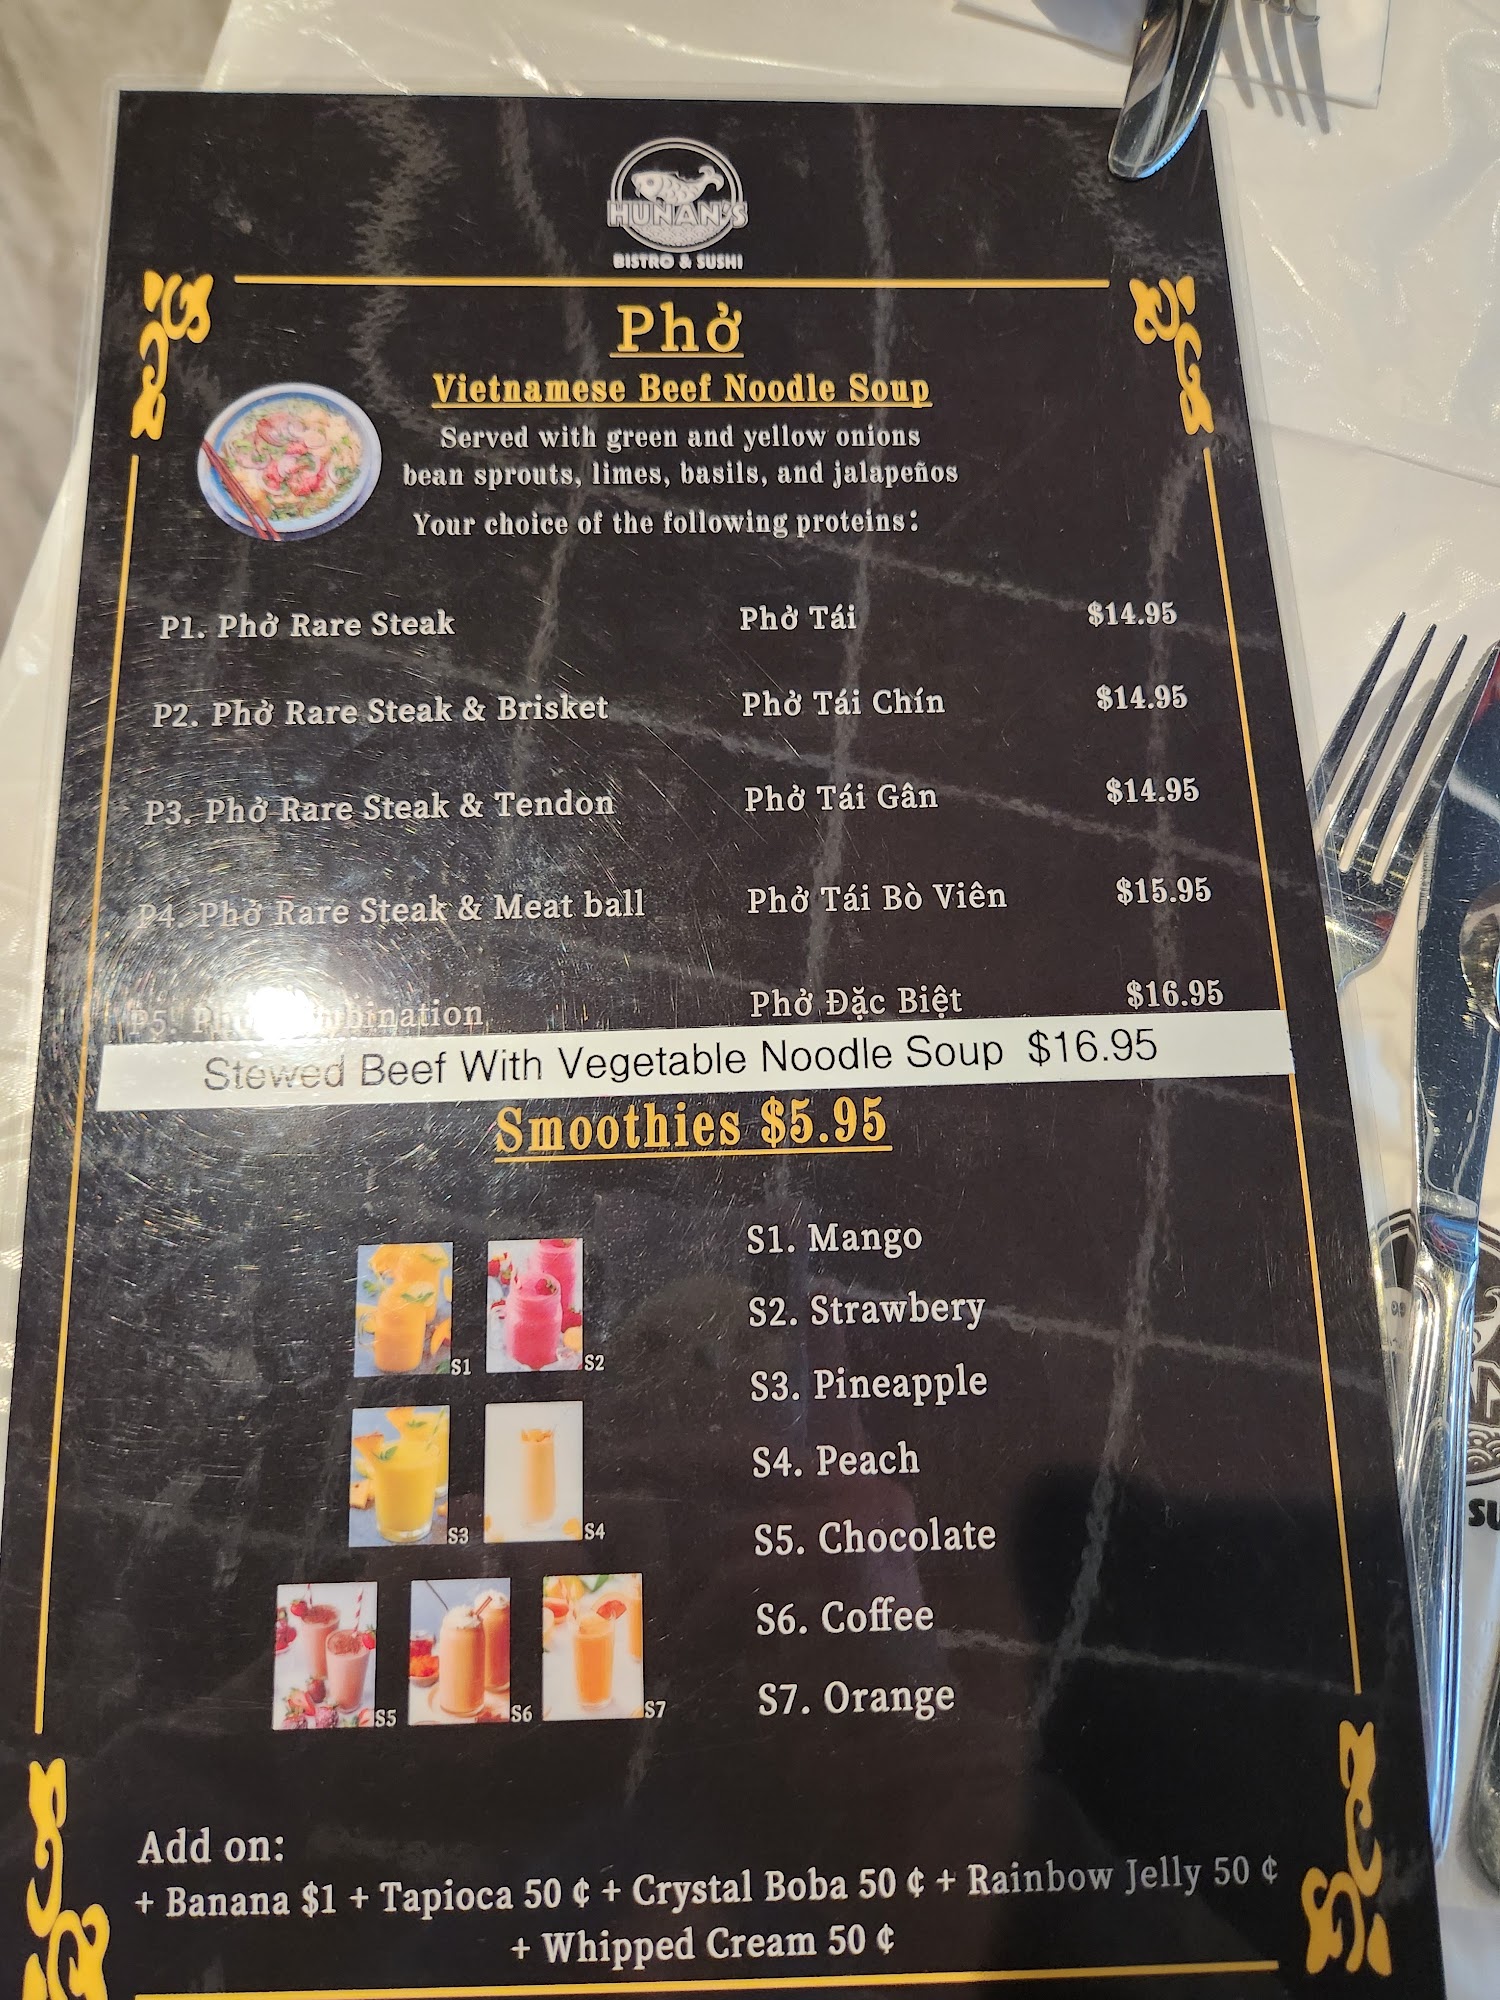 HUNAN'S
BISTRO & SUSHI
Phở
Vietnamese Beef Noodle Soup
Served with green and yellow onions
bean sprouts, limes, basils, and jalapeños
Your choice of the following proteins:
P1. Phở Rare Steak Phở Tái $14.95
P2. Phở Rare Steak & Brisket Phở Tái Chín $14.95
P3. Phở Rare Steak & Tendon Phở Tái Gân $14.95
P4. Phở Rare Steak & Meat ball Phở Tái Bò Viên $15.95
P5. Phở Combination Phở Đặc Biệt $16.95
Stewed Beef With Vegetable Noodle Soup $16.95
Smoothies $5.95
S1. Mango
S2. Strawbery
S3. Pineapple
S4. Peach
S5. Chocolate
S6. Coffee
S7. Orange
S1 S2
S3 S4
S5 S6 S7
Add on:
+ Banana $1 + Tapioca 50 ¢ + Crystal Boba 50 ¢ + Rainbow Jelly 50 ¢
+ Whipped Cream 50 ¢